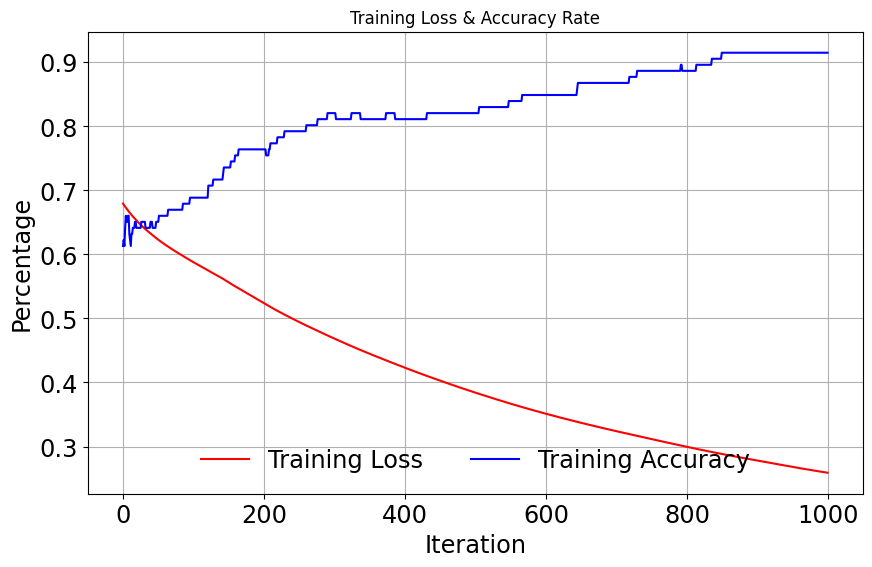 Training Loss & Accuracy Rate
0.9
0.8
0.7
0.6
0.5
0.4
0.3
Percentage
Training Loss
Training Accuracy
0
200
400
600
800
1000
Iteration